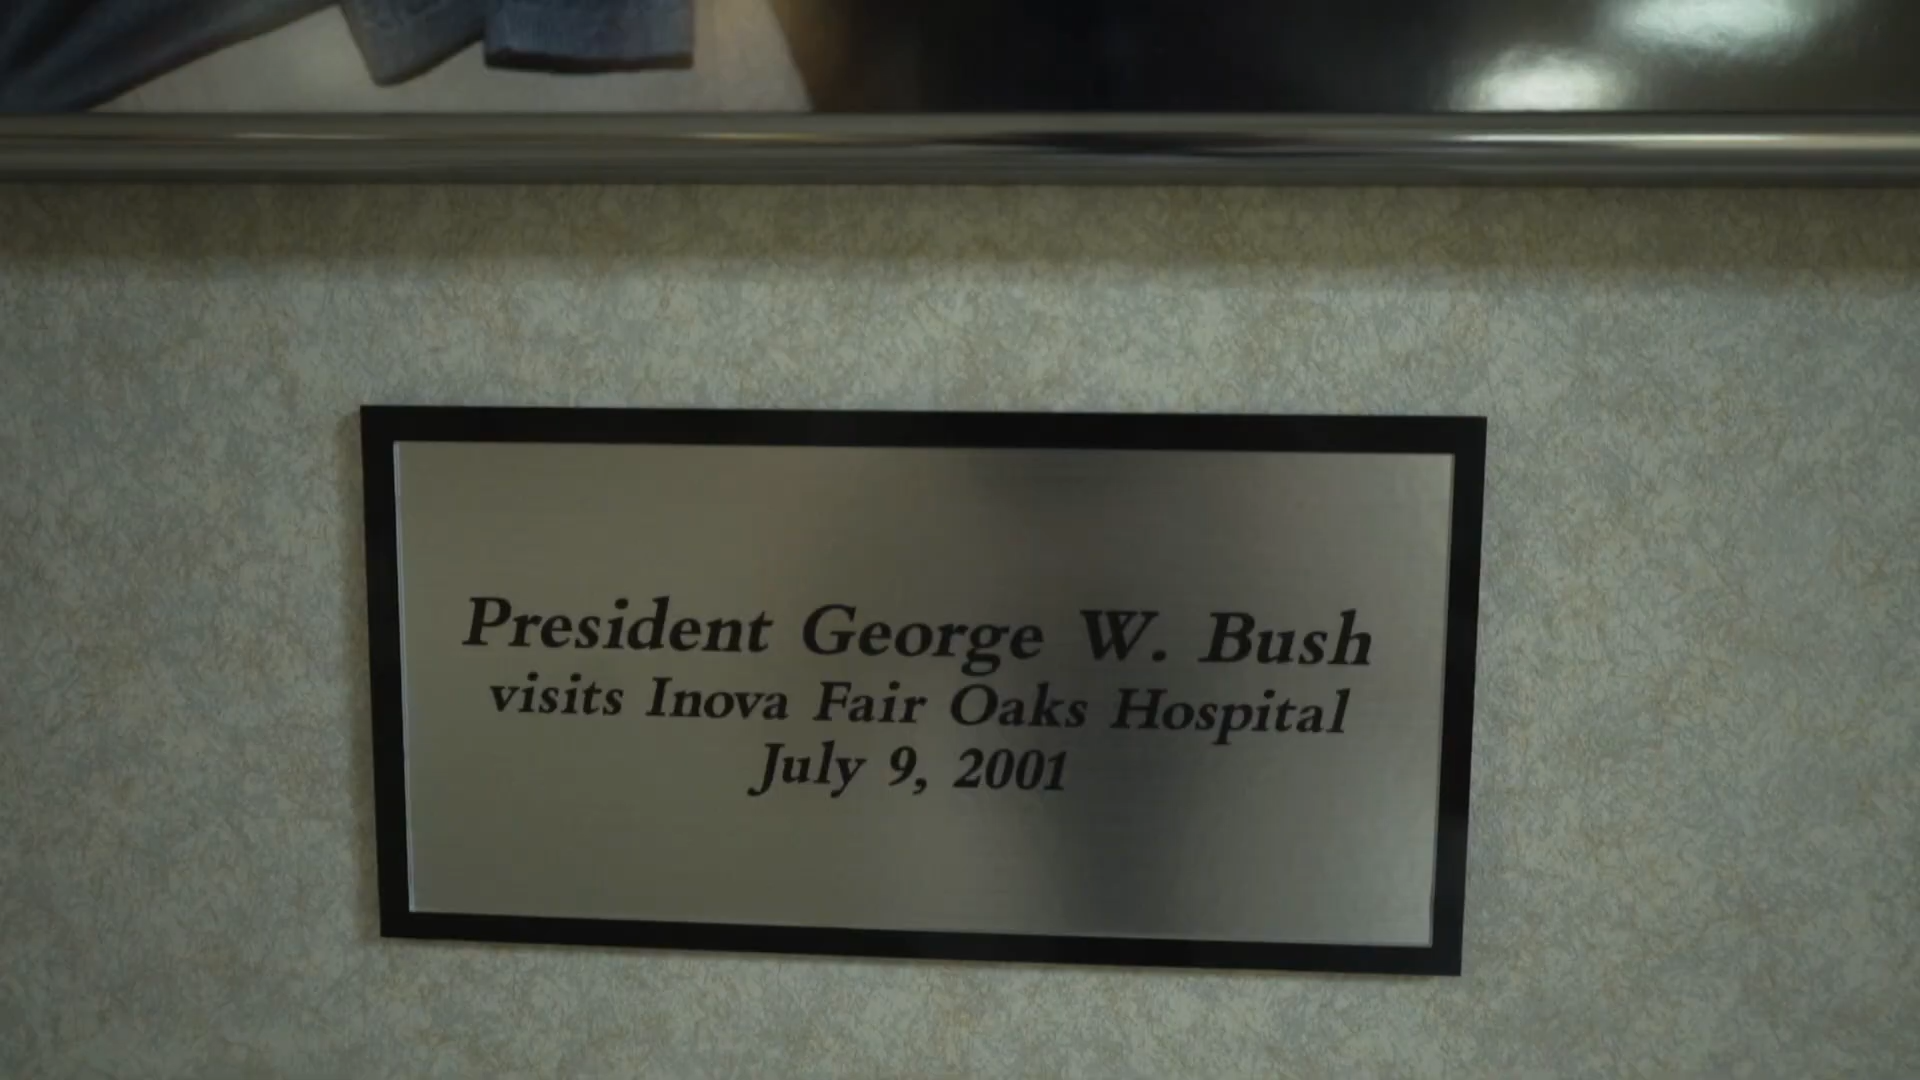 President George W. Bush
visits Inova Fair Oaks Hospital
July 9, 2001